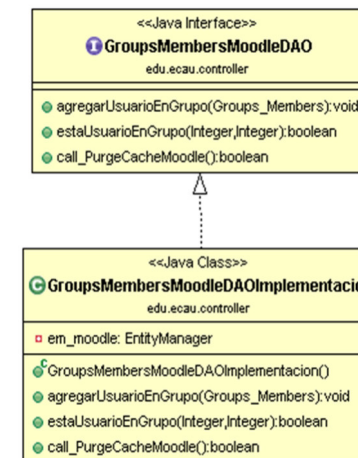 <<Java Interface>>
I GroupsMembersMoodleDAO
edu.ecau.controller
agregarUsuarioEnGrupo(Groups_Members):void
estaUsuarioEnGrupo(Integer,Integer):boolean
call_PurgeCacheMoodle():boolean
<<Java Class>>
C GroupsMembersMoodleDAOImplementacio
edu.ecau.controller
em_moodle: EntityManager
C GroupsMembersMoodleDAOImplementacion()
agregarUsuarioEnGrupo(Groups_Members):void
estaUsuarioEnGrupo(Integer,Integer):boolean
call_PurgeCacheMoodle():boolean